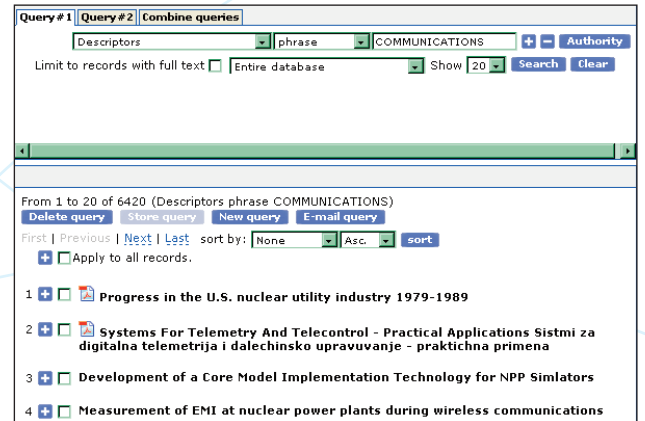 Query#1 Query#2 Combine queries
Descriptors phrase COMMUNICATIONS Authority
Limit to records with full text Entire database Show 20 Search Clear
From 1 to 20 of 6420 (Descriptors phrase COMMUNICATIONS)
Delete query Store query New query E-mail query
First | Previous | Next | Last sort by: None Asc. sort
Apply to all records.
1 Progress in the U.S. nuclear utility industry 1979-1989
2 Systems For Telemetry And Telecontrol - Practical Applications Sistmi za
digitalna telemetrija i dalechinsko upravuvanje - praktichna primena
3 Development of a Core Model Implementation Technology for NPP Simlators
4 Measurement of EMI at nuclear power plants during wireless communications